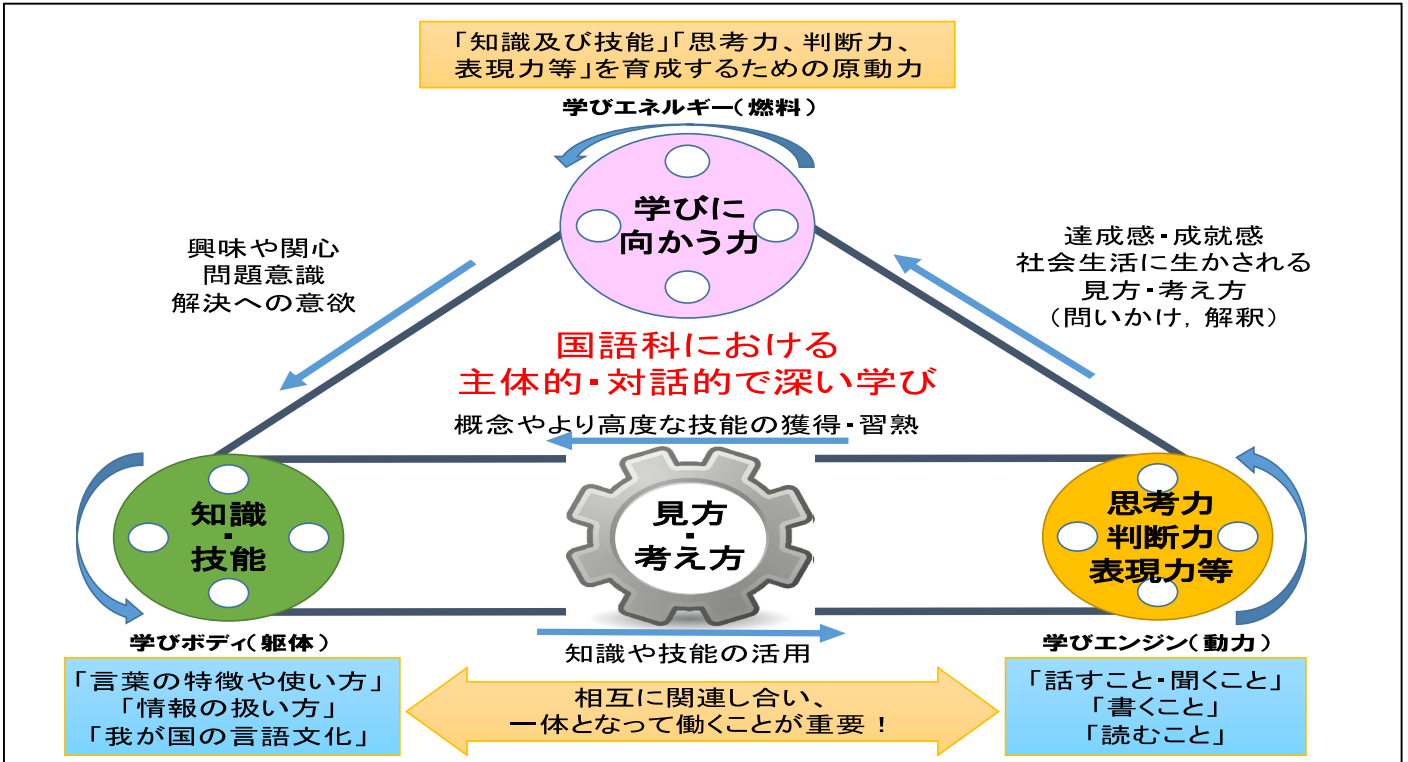 「知識及び技能」「思考力、判断力、
表現力等」を育成するための原動力
学びエネルギー(燃料)
学びに
向かう力
興味や関心
問題意識
解決への意欲
達成感・成就感
社会生活に生かされる
見方・考え方
(問いかけ,解釈)
国語科における
主体的・対話的で深い学び
概念やより高度な技能の獲得・習熟
知識
・
技能
見方
・
考え方
思考力
判断力
表現力等
学びボディ(躯体)
知識や技能の活用
学びエンジン(動力)
「言葉の特徴や使い方」
「情報の扱い方」
「我が国の言語文化」
相互に関連し合い、
一体となって働くことが重要!
「話すこと・聞くこと」
「書くこと」
「読むこと」